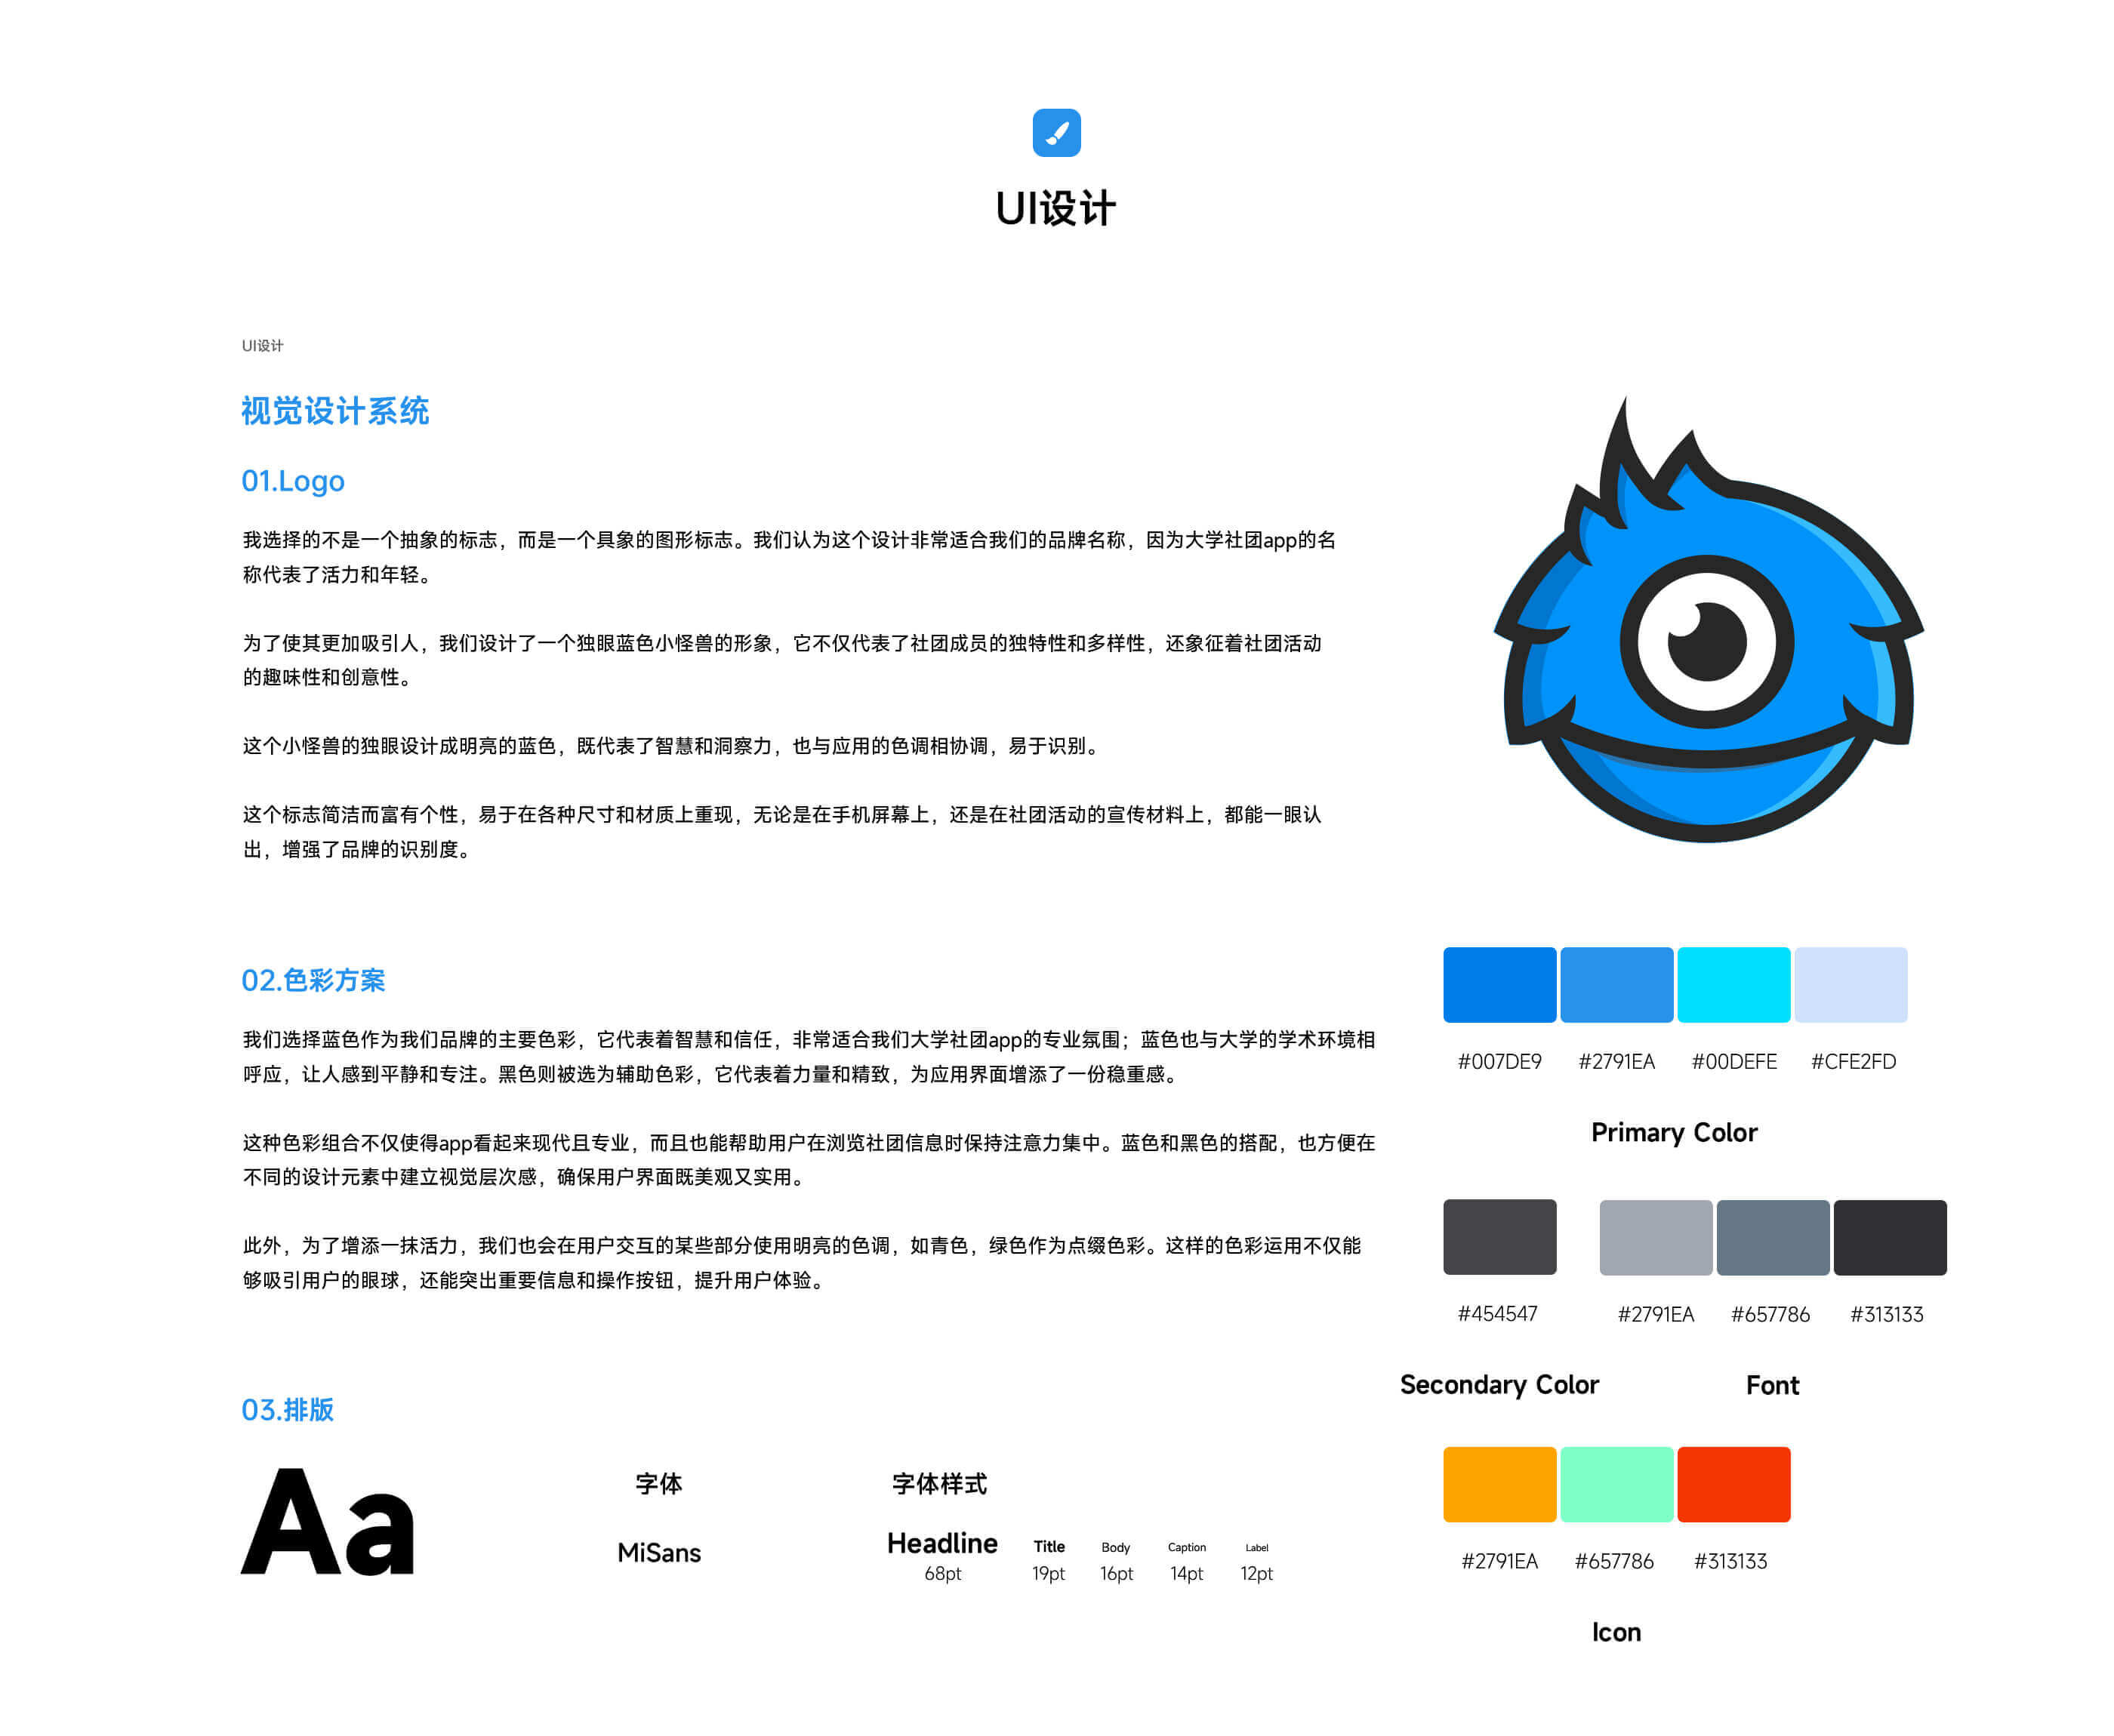 UI设计
UI设计
视觉设计系统
01.Logo
我选择的不是一个抽象的标志，而是一个具象的图形标志。我们认为这个设计非常适合我们的品牌名称，因为大学社团app的名
称代表了活力和年轻。
为了使其更加吸引人，我们设计了一个独眼蓝色小怪兽的形象，它不仅代表了社团成员的独特性和多样性，还象征着社团活动
的趣味性和创意性。
这个小怪兽的独眼设计成明亮的蓝色，既代表了智慧和洞察力，也与应用的色调相协调，易于识别。
这个标志简洁而富有个性，易于在各种尺寸和材质上重现，无论是在手机屏幕上，还是在社团活动的宣传材料上，都能一眼认
出，增强了品牌的识别度。
02.色彩方案
我们选择蓝色作为我们品牌的主要色彩，它代表着智慧和信任，非常适合我们大学社团app的专业氛围；蓝色也与大学的学术环境相
呼应，让人感到平静和专注。黑色则被选为辅助色彩，它代表着力量和精致，为应用界面增添了一份稳重感。
这种色彩组合不仅使得app看起来现代且专业，而且也能帮助用户在浏览社团信息时保持注意力集中。蓝色和黑色的搭配，也方便在
不同的设计元素中建立视觉层次感，确保用户界面既美观又实用。
此外，为了增添一抹活力，我们也会在用户交互的某些部分使用明亮的色调，如青色，绿色作为点缀色彩。这样的色彩运用不仅能
够吸引用户的眼球，还能突出重要信息和操作按钮，提升用户体验。
#007DE9 #2791EA #00DEFE #CFE2FD
Primary Color
#454547 #2791EA #657786 #313133
Secondary Color Font
#2791EA #657786 #313133
Icon
03.排版
Aa
字体
MiSans
字体样式
Headline Title Body Caption Label
68pt 19pt 16pt 14pt 12pt